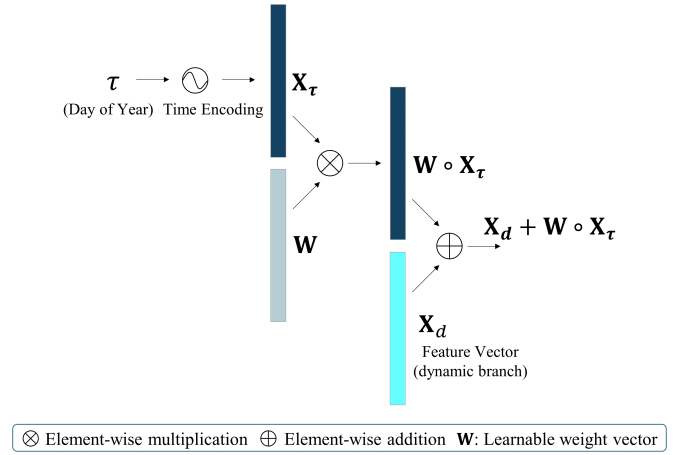 τ
(Day of Year)
Time Encoding
X_τ
W
W ∘ X_τ
X_d + W ∘ X_τ
X_d
Feature Vector
(dynamic branch)
⊗ Element-wise multiplication ⊕ Element-wise addition W: Learnable weight vector